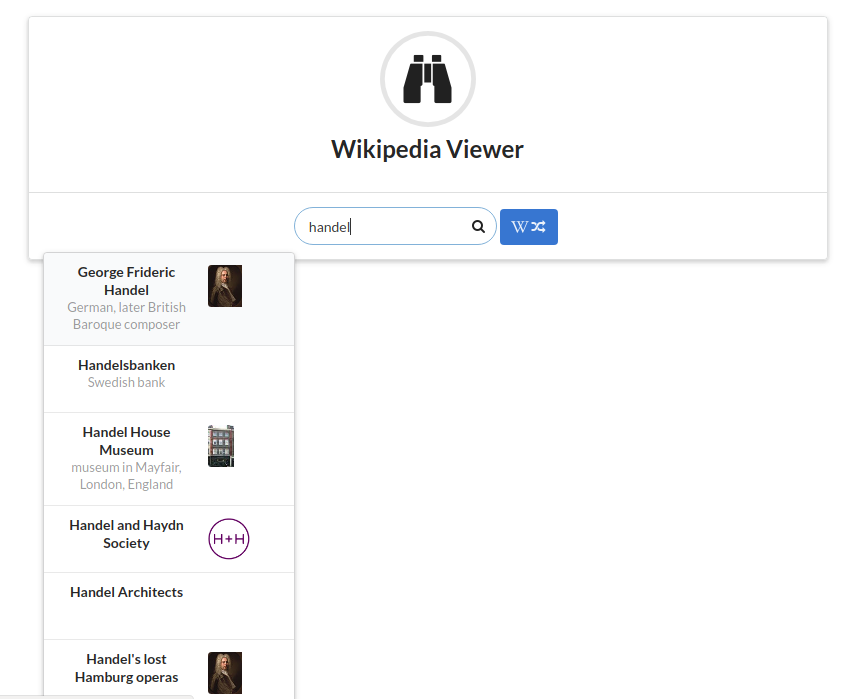 Wikipedia Viewer
handel
W
George Frideric
Handel
German, later British
Baroque composer
Handelsbanken
Swedish bank
Handel House
Museum
museum in Mayfair,
London, England
Handel and Haydn
Society
H+H
Handel Architects
Handel's lost
Hamburg operas